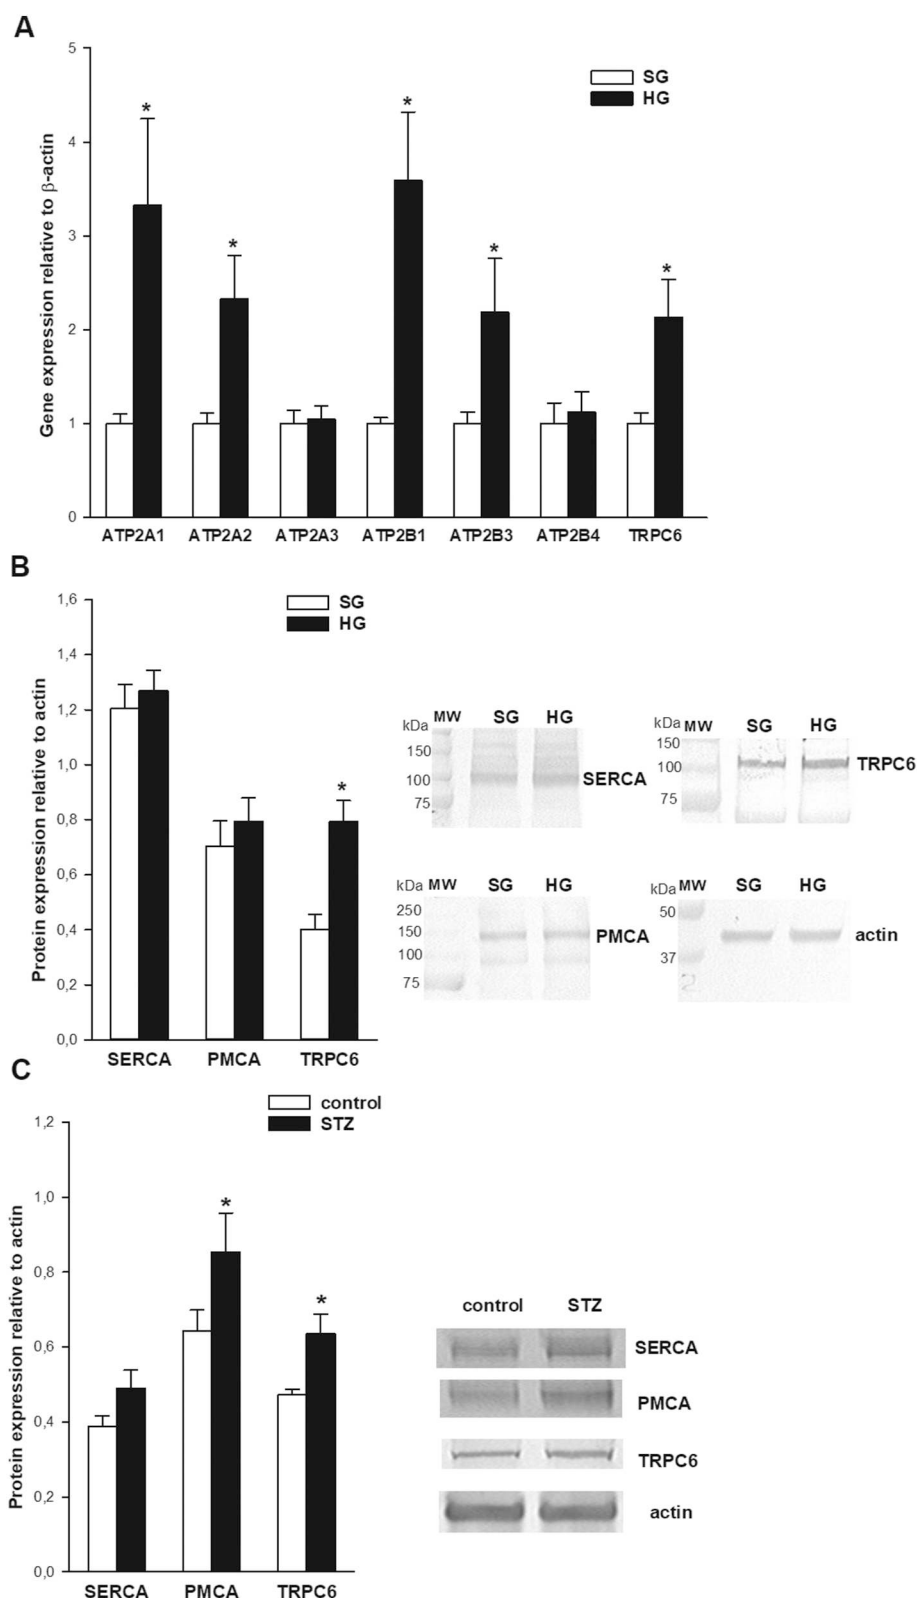 A
5
4
3
2
1
0
Gene expression relative to β-actin
SG
HG
*
*
*
*
*
ATP2A1 ATP2A2 ATP2A3 ATP2B1 ATP2B3 ATP2B4 TRPC6
B
1,6
1,4
1,2
1,0
0,8
0,6
0,4
0,2
0,0
Protein expression relative to actin
SG
HG
*
SERCA PMCA TRPC6
kDa MW SG HG
150
100
75
SERCA
kDa MW SG HG
150
100
75
TRPC6
kDa MW SG HG
250
150
100
75
PMCA
kDa MW SG HG
50
37
2
actin
C
1,2
1,0
0,8
0,6
0,4
0,2
0,0
Protein expression relative to actin
control
STZ
*
*
SERCA PMCA TRPC6
control STZ
SERCA
PMCA
TRPC6
actin